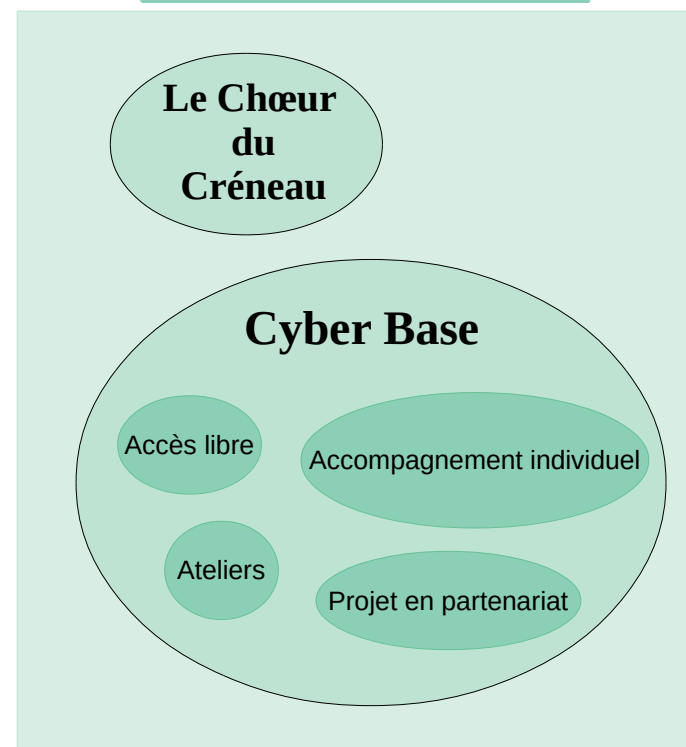 Le Chœur
du
Créneau
Cyber Base
Accès libre
Accompagnement individuel
Ateliers
Projet en partenariat